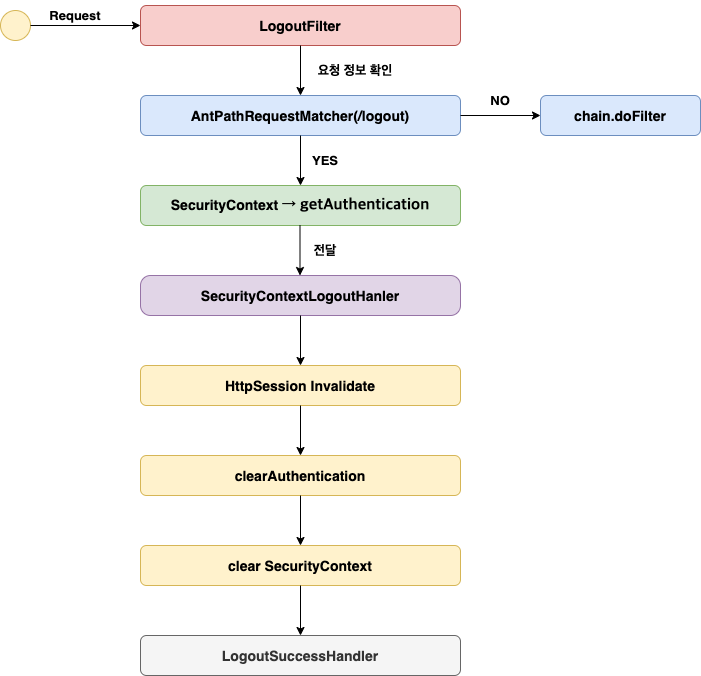 Request
LogoutFilter
요청 정보 확인
AntPathRequestMatcher(/logout)
NO
chain.doFilter
YES
SecurityContext → getAuthentication
전달
SecurityContextLogoutHanler
HttpSession Invalidate
clearAuthentication
clear SecurityContext
LogoutSuccessHandler